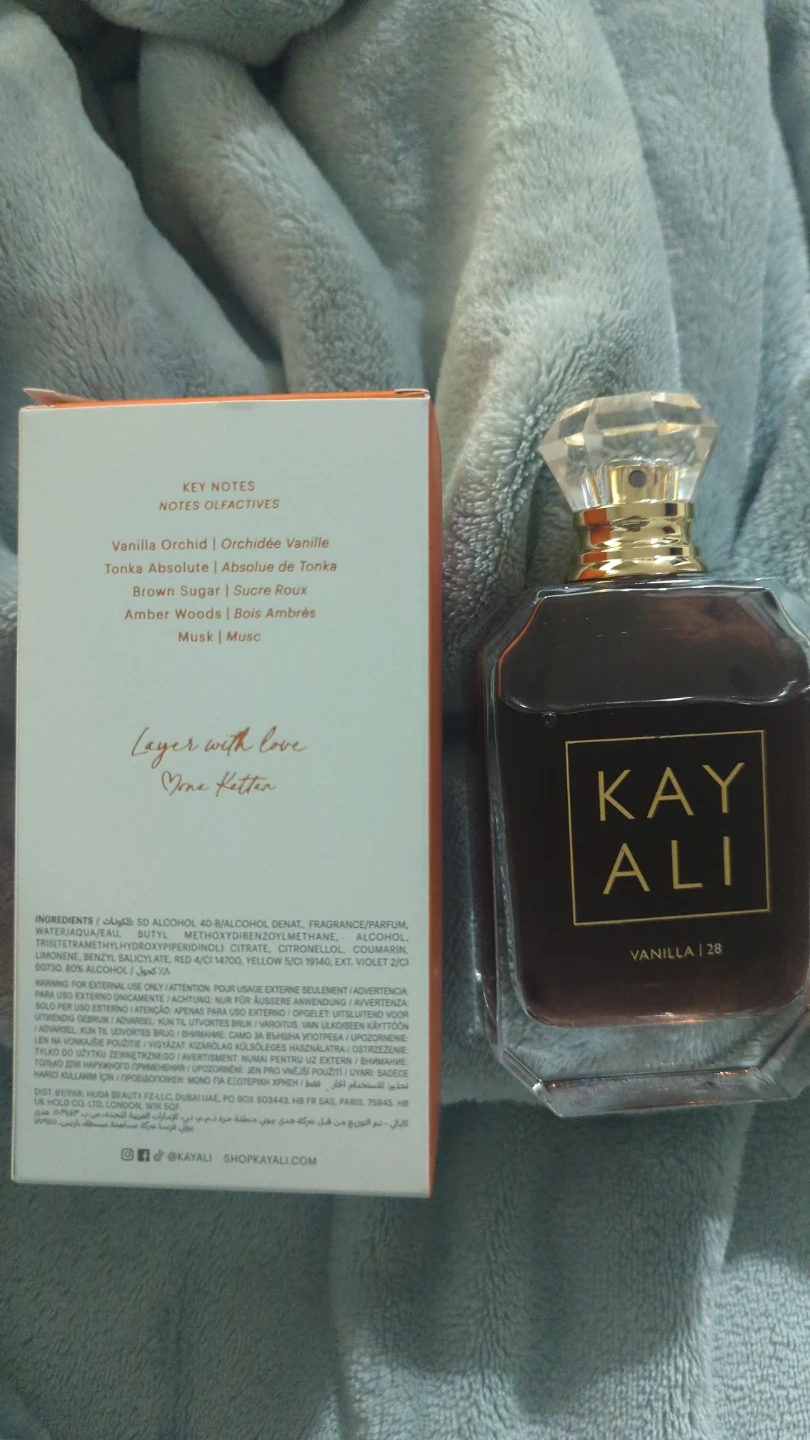 KEY NOTES
NOTES OLFACTIVES
Vanilla Orchid | Orchidée Vanille
Tonka Absolute | Absolue de Tonka
Brown Sugar | Sucre Roux
Amber Woods | Bois Ambrés
Musk | Musc
Layer with love
Mona Kattan
INGREDIENTS / المكونات: SD ALCOHOL 40-B/ALCOHOL DENAT., FRAGRANCE/PARFUM,
WATER/AQUA/EAU, BUTYL METHOXYDIBENZOYLMETHANE, ALCOHOL,
TRIS(TETRAMETHYLHYDROXYPIPERIDINOL) CITRATE, CITRONELLOL, COUMARIN,
LIMONENE, BENZYL SALICYLATE, RED 4/CI 14700, YELLOW 5/CI 19140, EXT. VIOLET 2/CI
60730. 80% ALCOHOL / كحول
WARNING: FOR EXTERNAL USE ONLY / ATTENTION: POUR USAGE EXTERNE SEULEMENT / ADVERTENCIA:
PARA USO EXTERNO ÚNICAMENTE / ACHTUNG: NUR FÜR ÄUSSERE ANWENDUNG / AVVERTENZA:
SOLO PER USO ESTERNO / ATENÇÃO: APENAS PARA USO EXTERNO / OPGELET: UITSLUITEND VOOR
UITWENDIG GEBRUIK / ADVARSEL: KUN TIL UTVORTES BRUK / VAROITUS: VAIN ULKOISEEN KÄYTTÖÖN
/ ADVARSEL: KUN TIL UDVORTES BRUG / ВНИМАНИЕ: САМО ЗА ВЪНШНА УПОТРЕБА / UPOZORNENIE:
LEN NA VONKAJŠIE POUŽITIE / VIGYÁZAT: KIZÁRÓLAG KÜLSŐLEGES HASZNÁLATRA / OSTRZEŻENIE:
TYLKO DO UŻYTKU ZEWNĘTRZNEGO / AVERTISMENT: NUMAI PENTRU UZ EXTERN / ВНИМАНИЕ:
ТОЛЬКО ДЛЯ НАРУЖНОГО ПРИМЕНЕНИЯ / UPOZORNĚNÍ: JEN PRO VNĚJŠÍ POUŽITÍ / UYARI: SADECE
HARİCİ KULLANIM İÇİN / ΠΡΟΕΙΔΟΠΟΙΗΣΗ: ΜΟΝΟ ΓΙΑ ΕΞΩΤΕΡΙΚΗ ΧΡΗΣΗ / تحذير: للاستخدام الخارجي فقط
DIST. BY/PAR: HUDA BEAUTY FZ-LLC, DUBAI UAE, PO BOX 503443. HB FR SAS, PARIS, 75945. HB
UK HOLD CO. LTD, LONDON, W1K 5QF.
@KAYALI SHOPKAYALI.COM
KAY
ALI
VANILLA | 28